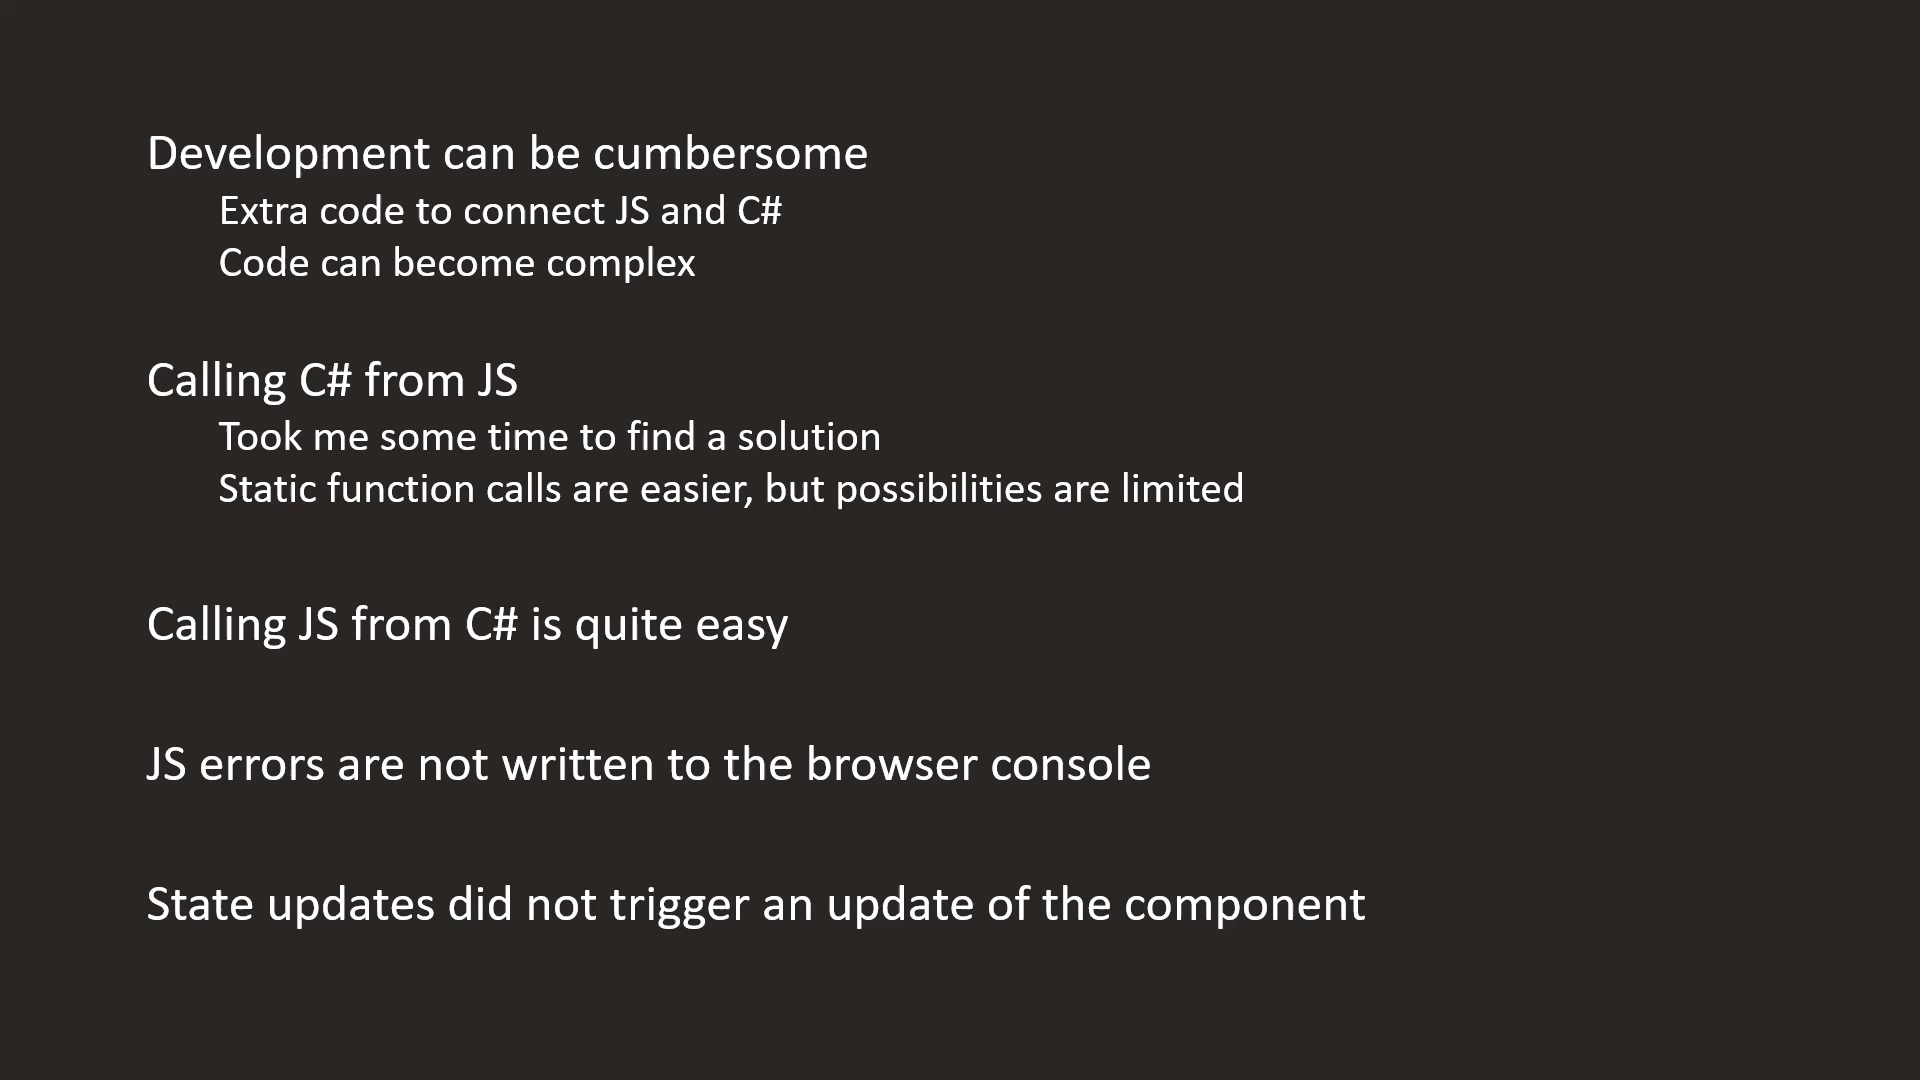 Development can be cumbersome
Extra code to connect JS and C#
Code can become complex
Calling C# from JS
Took me some time to find a solution
Static function calls are easier, but possibilities are limited
Calling JS from C# is quite easy
JS errors are not written to the browser console
State updates did not trigger an update of the component